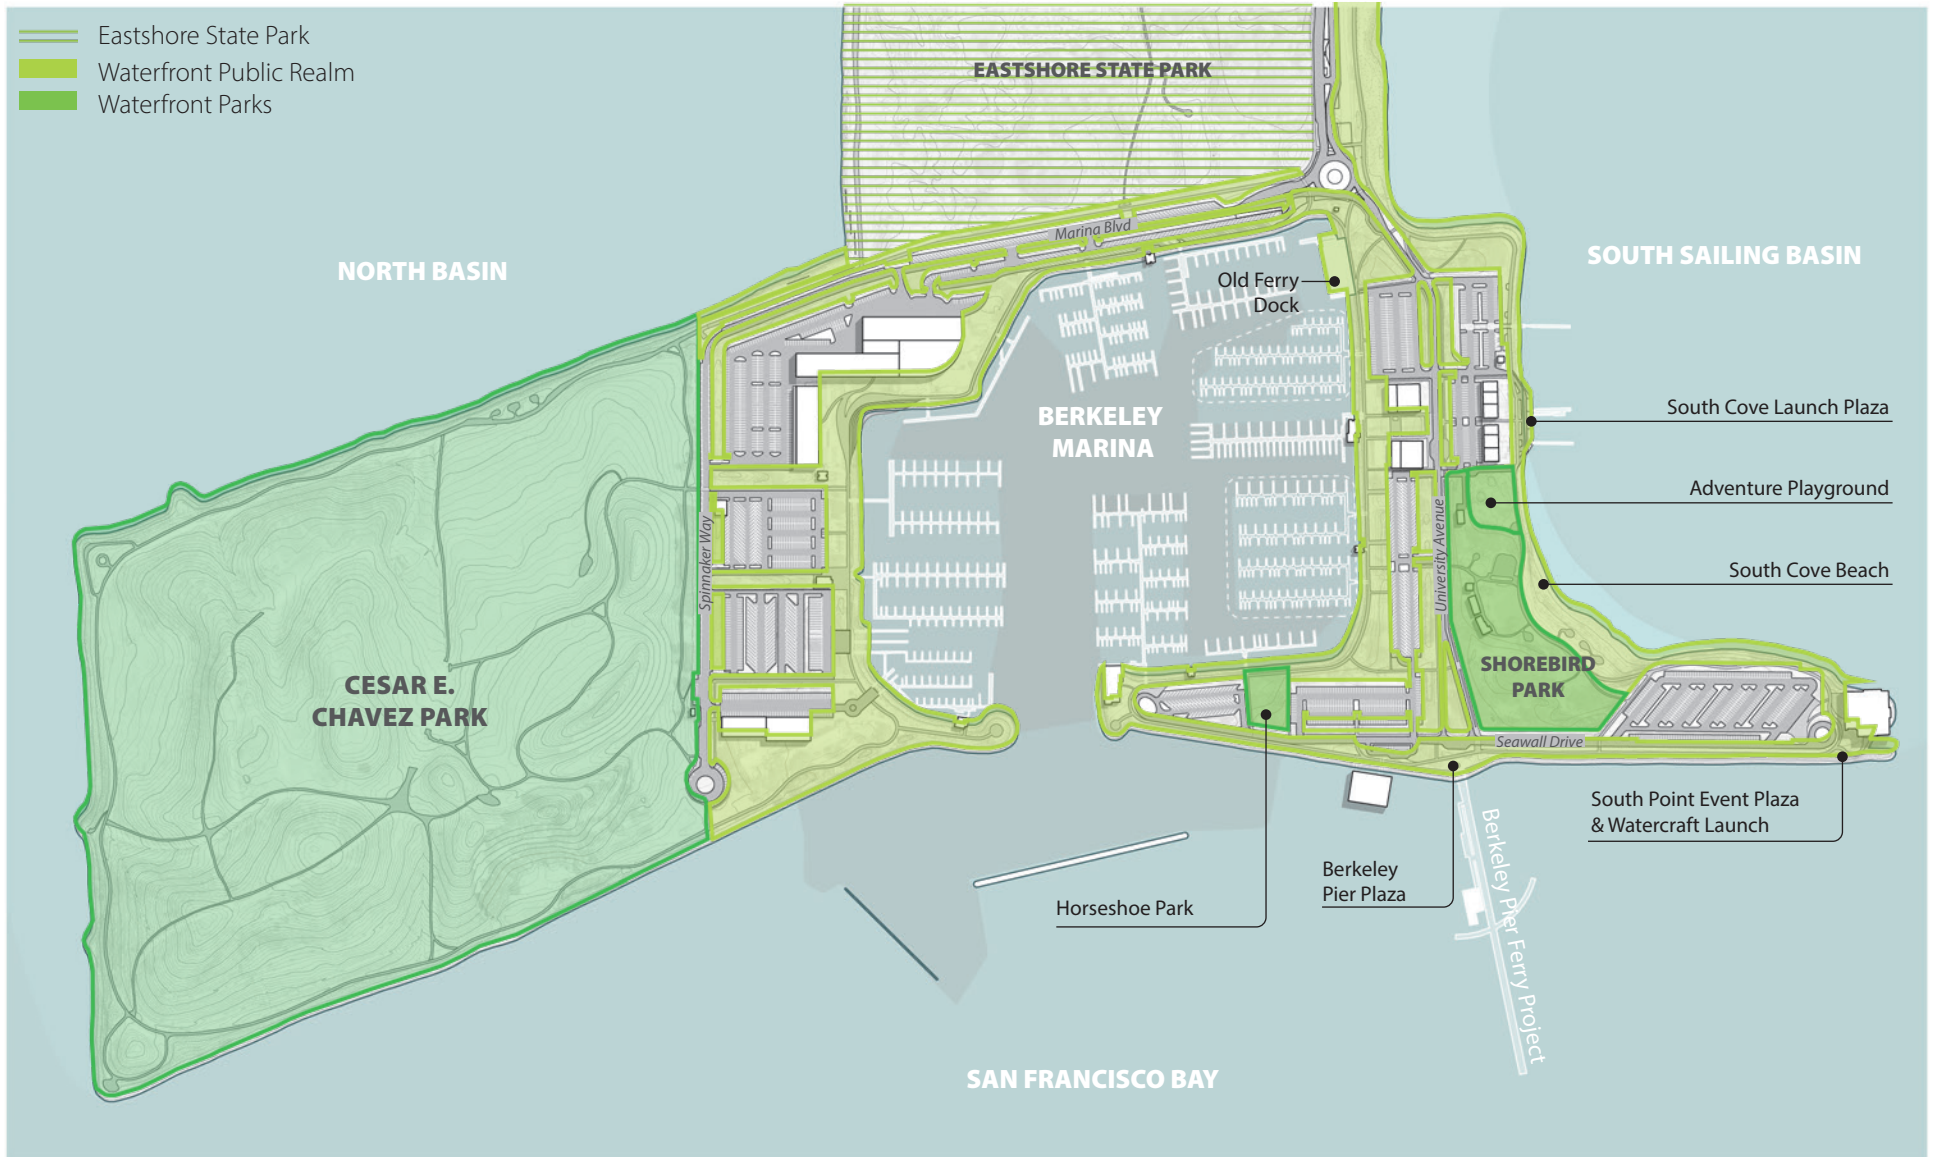 Eastshore State Park
Waterfront Public Realm
Waterfront Parks
EASTSHORE STATE PARK
Marina Blvd
NORTH BASIN
SOUTH SAILING BASIN
Old Ferry
Dock
BERKELEY
MARINA
South Cove Launch Plaza
Adventure Playground
University Avenue
Spinnaker Way
South Cove Beach
SHOREBIRD
PARK
CESAR E.
CHAVEZ PARK
Seawall Drive
South Point Event Plaza
& Watercraft Launch
Berkeley
Pier Plaza
Horseshoe Park
Berkeley Pier Ferry Project
SAN FRANCISCO BAY